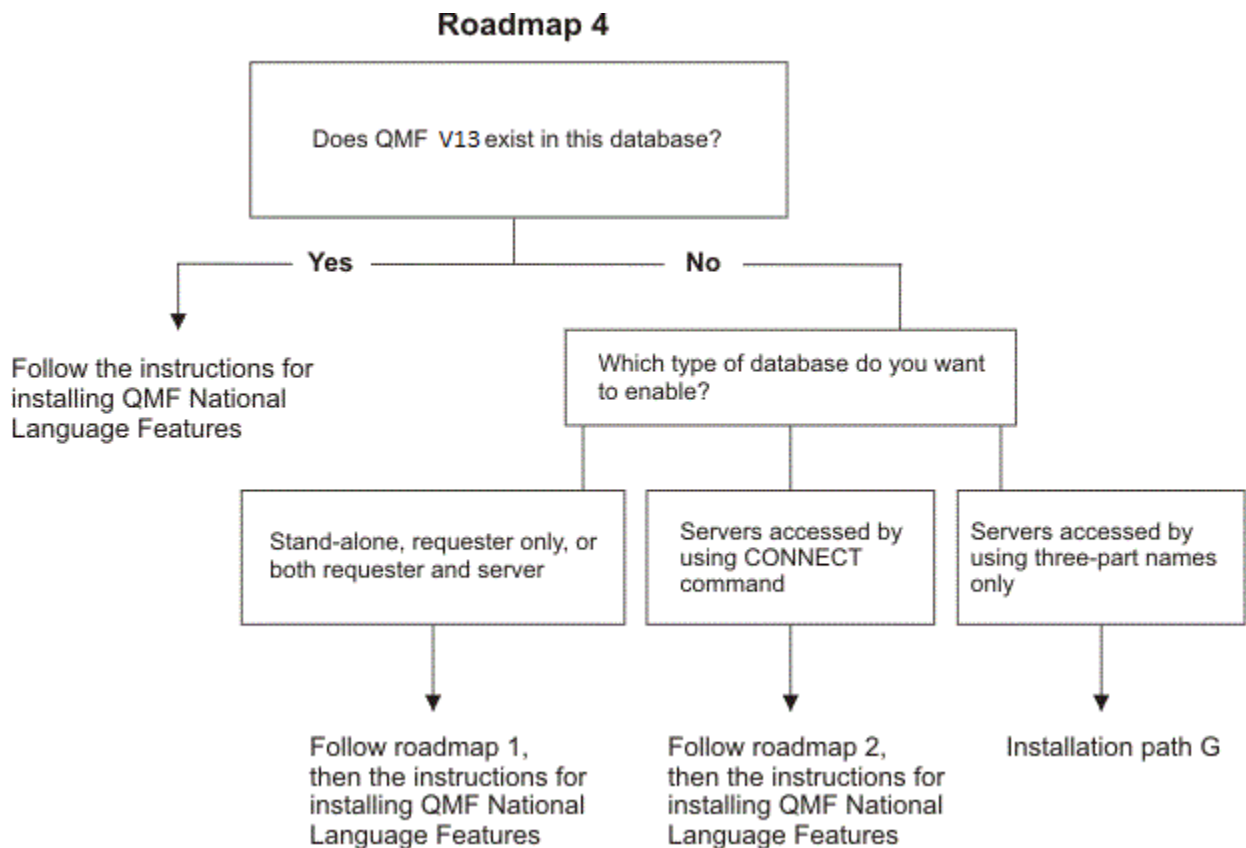 Roadmap 4
Does QMF V13 exist in this database?
Yes
No
Follow the instructions for
installing QMF National
Language Features
Which type of database do you want
to enable?
Stand-alone, requester only, or
both requester and server
Servers accessed by
using CONNECT
command
Servers accessed by
using three-part names
only
Follow roadmap 1,
then the instructions for
installing QMF National
Language Features
Follow roadmap 2,
then the instructions for
installing QMF National
Language Features
Installation path G